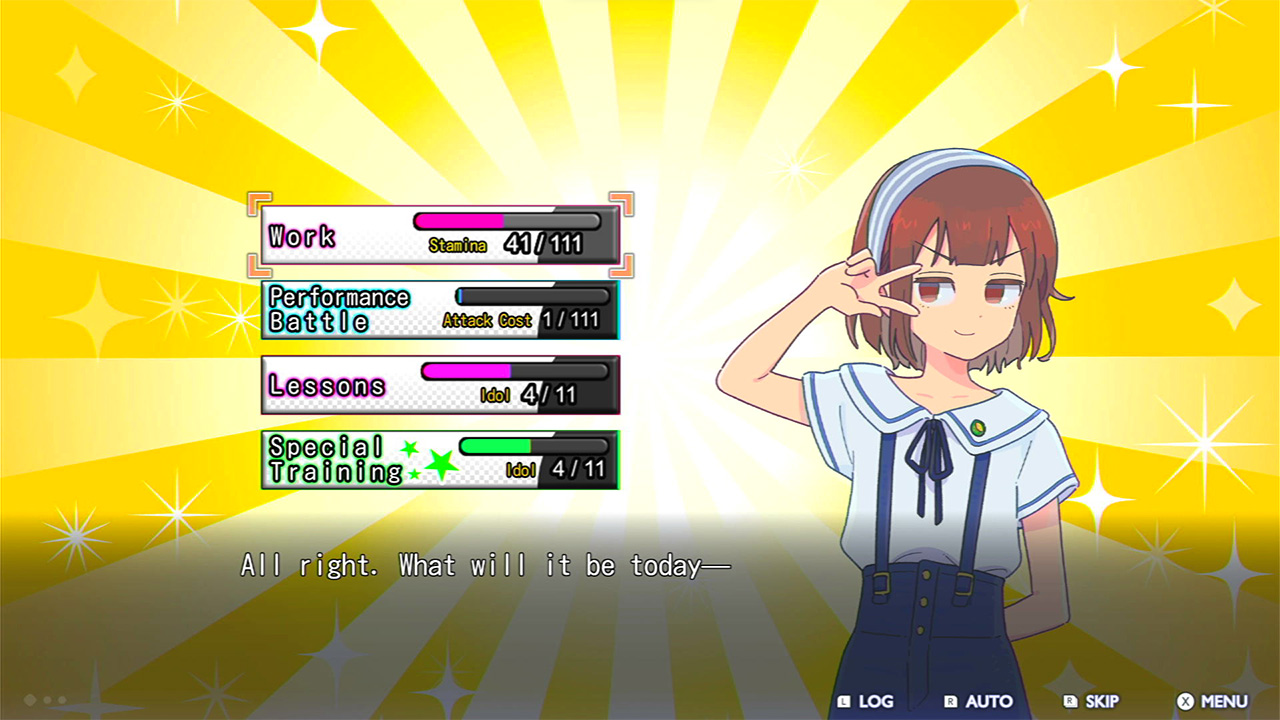 Work
Stamina 41/111
Performance
Battle
Attack Cost 1/111
Lessons
Idol 4/11
Special
Training
Idol 4/11
All right. What will it be today—
L LOG
R AUTO
R SKIP
X MENU